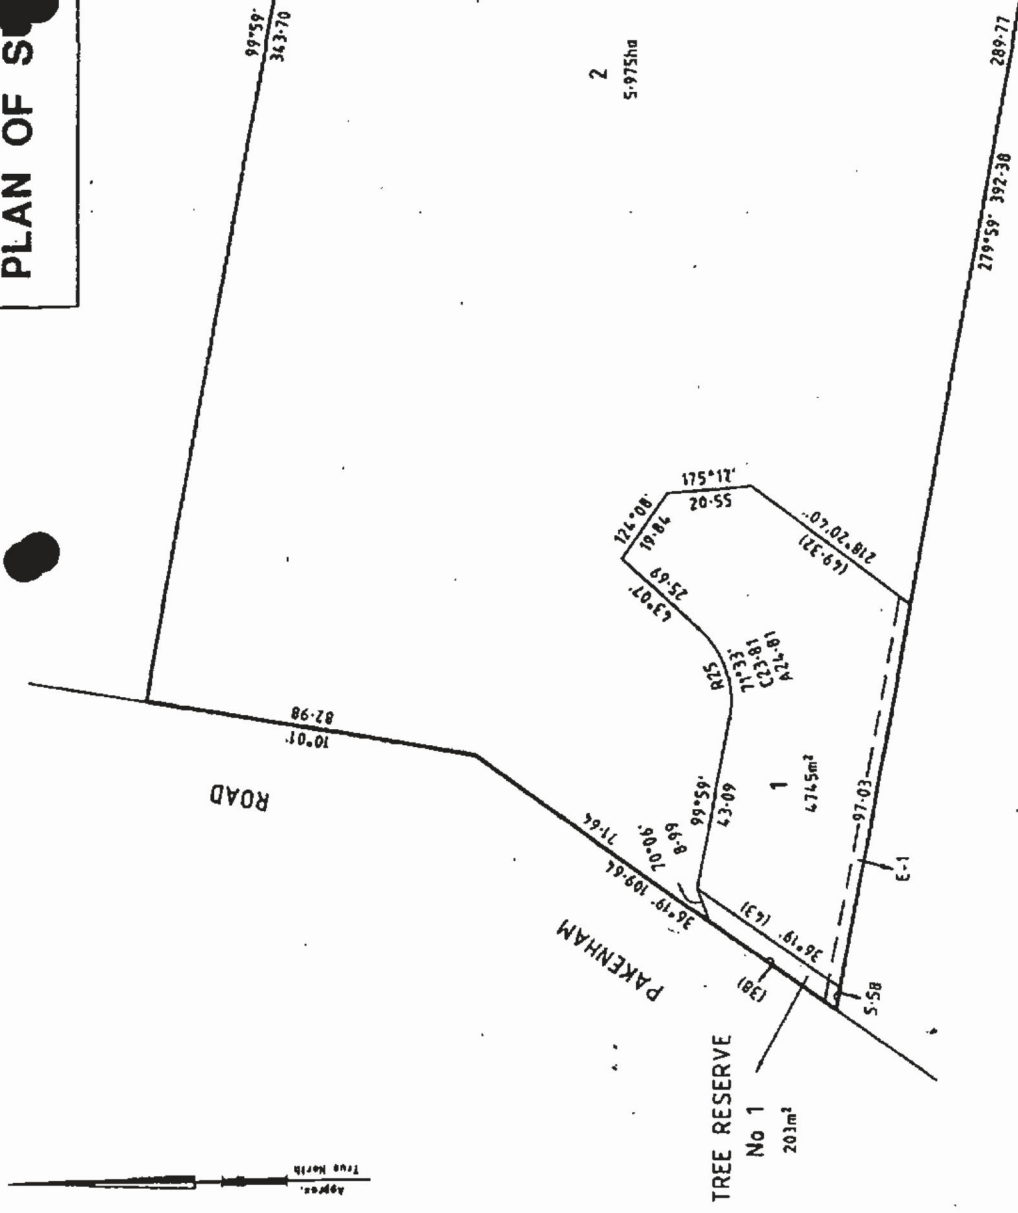 PLAN OF S
99°59'
343·70
2
5·975ha
289·77
279°59' 392·38
ROAD
10°01'
82·98
124°08'
19·84
175°12'
20·55
43°07'
25·69
218°20'40"
(49·32)
R25
71°33'
C23·81
A24·81
99°59'
43·09
1
4745m²
70°06'
8·99
71·64
36°19' 109·64
PAKENHAM
36°19' (43)
(38)
97·03
E-1
5·58
TREE RESERVE
No 1
203m²
Approx.
True North